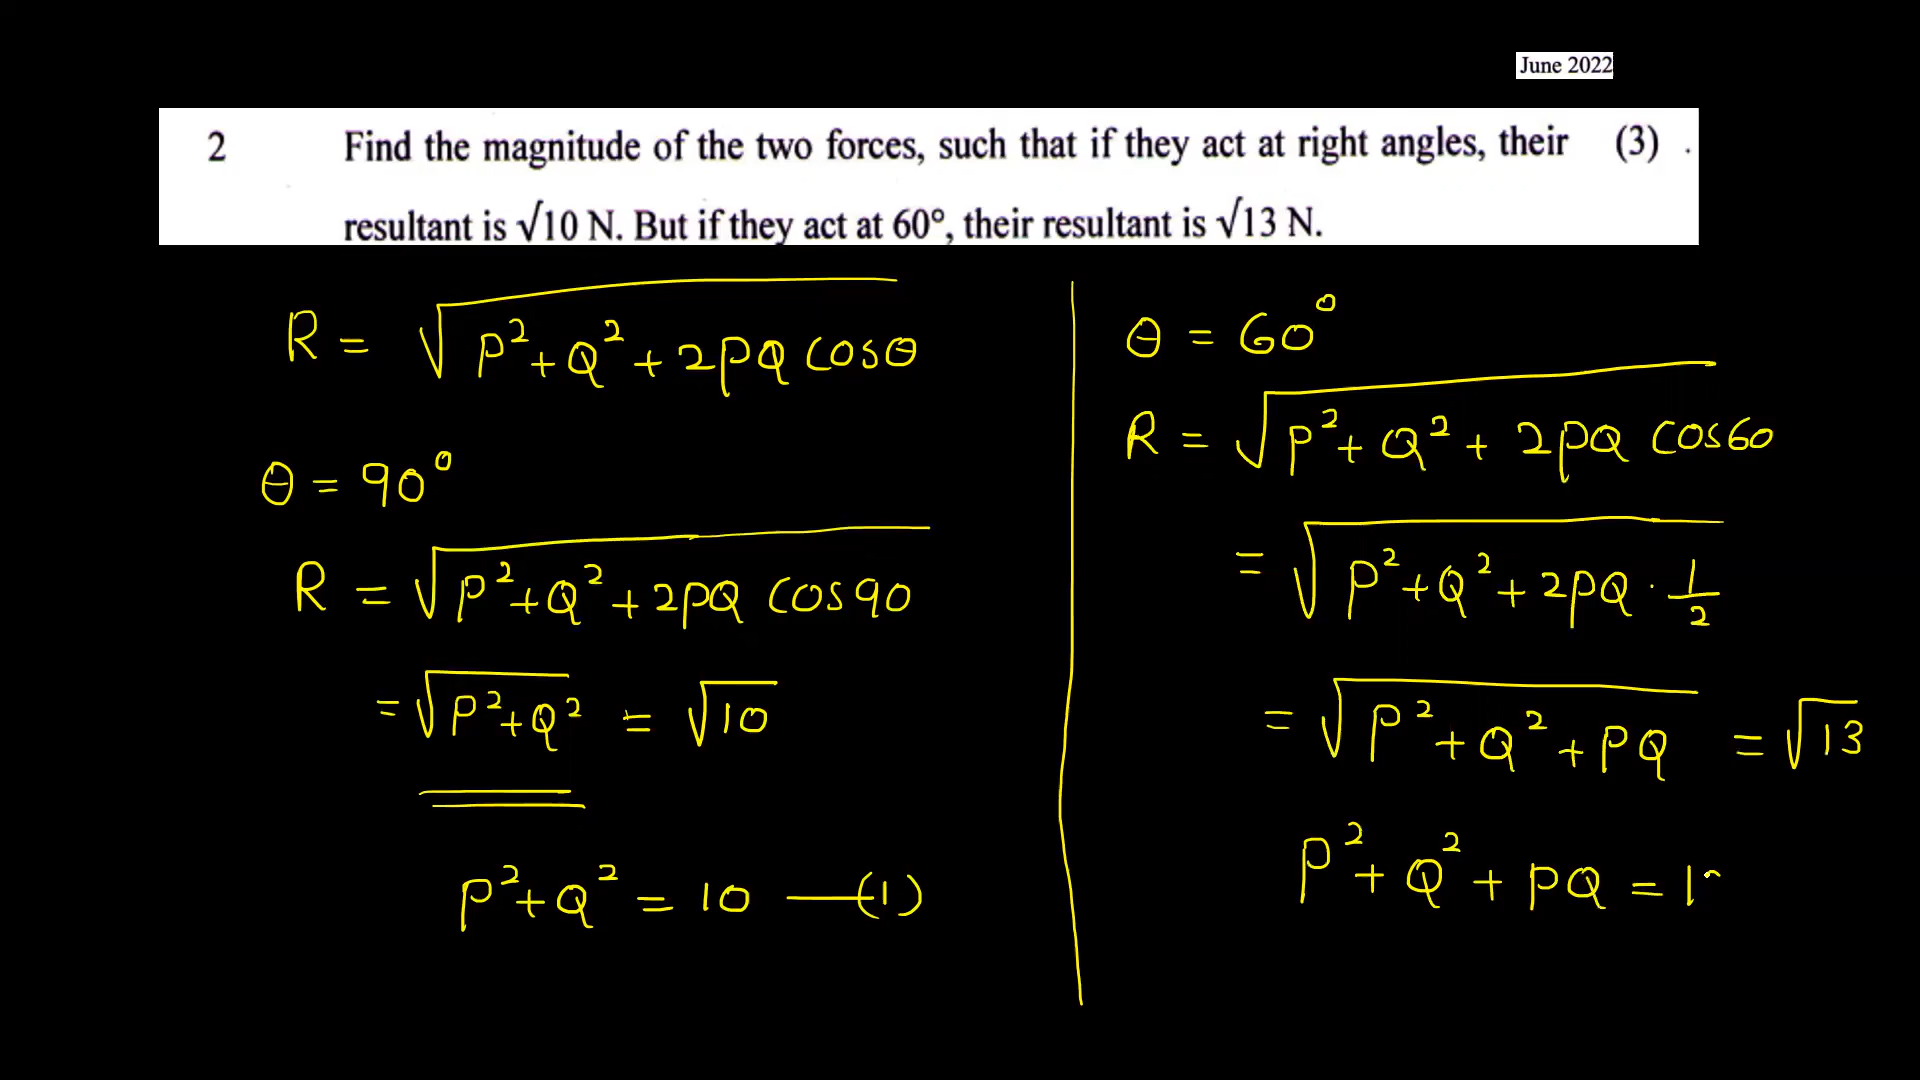 June 2022
2 Find the magnitude of the two forces, such that if they act at right angles, their (3) .
resultant is √10 N. But if they act at 60°, their resultant is √13 N.
R = √P²+Q²+2PQ cosθ
θ = 90°
R = √P²+Q²+2PQ cos90
= √P²+Q² = √10
P²+Q² = 10 —(1)
θ = 60°
R = √P²+Q²+2PQ cos60
= √P²+Q²+2PQ · 1/2
= √P²+Q²+PQ = √13
P²+Q²+PQ = 1